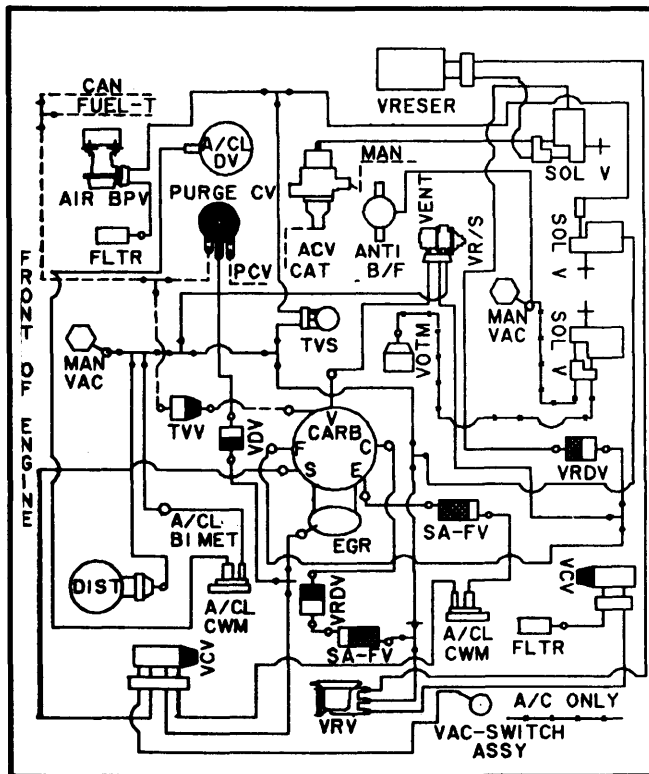 CAN
FUEL-T
VRESER
A/CL
DV
MAN
SOL V
AIR BPV
PURGE CV
VENT
VR/S
FLTR
ACV
CAT
ANTI
B/F
PCV
SOL V
FRONT OF ENGINE
MAN
VAC
TVS
VOTM
MAN
VAC
SOL V
TVV
VDV
V
CARB
F
C
S
E
VRDV
A/CL
BI MET
EGR
SA-FV
DIST
A/CL
CWM
VRDV
VCV
A/CL
CWM
FLTR
VCV
SA-FV
VRV
A/C ONLY
VAC-SWITCH
ASSY